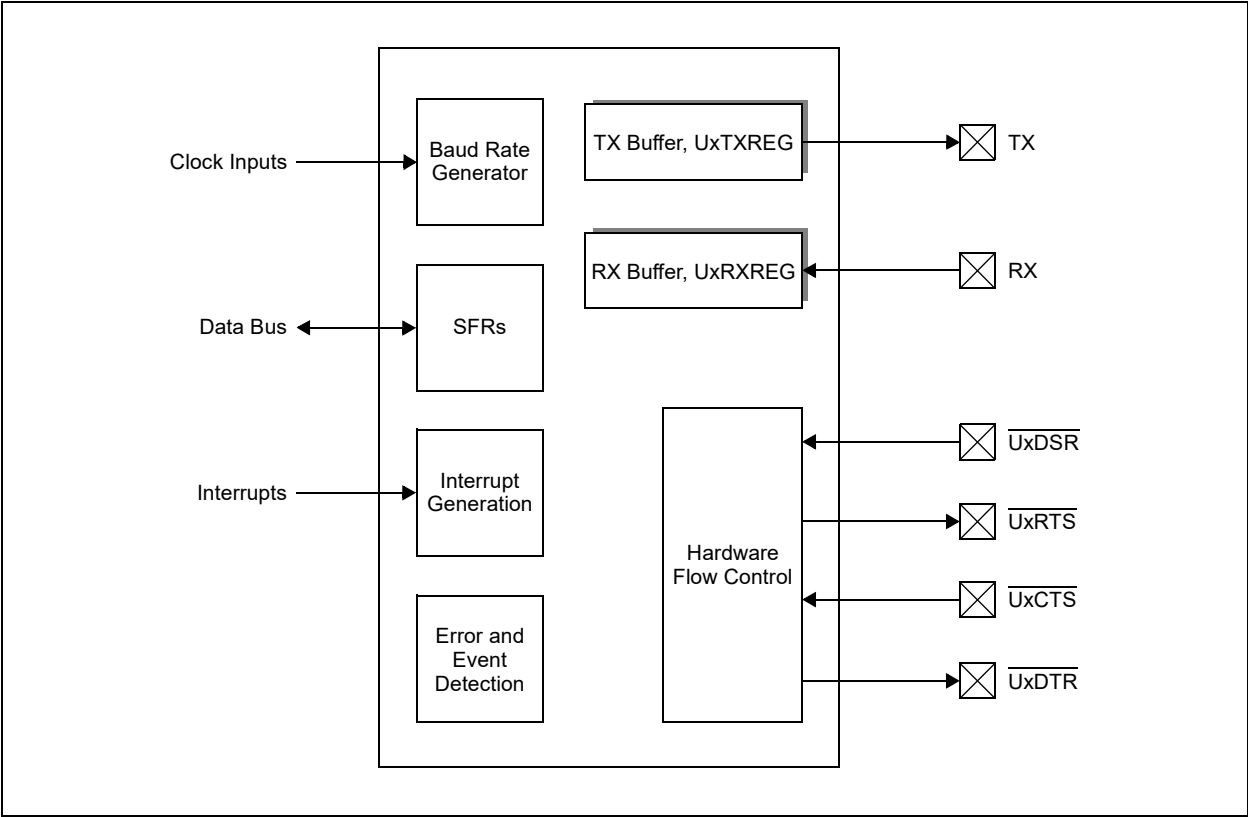 Clock Inputs
Baud Rate
Generator
TX Buffer, UxTXREG
TX
RX Buffer, UxRXREG
RX
Data Bus
SFRs
Interrupts
Interrupt
Generation
Error and
Event
Detection
Hardware
Flow Control
UxDSR
UxRTS
UxCTS
UxDTR